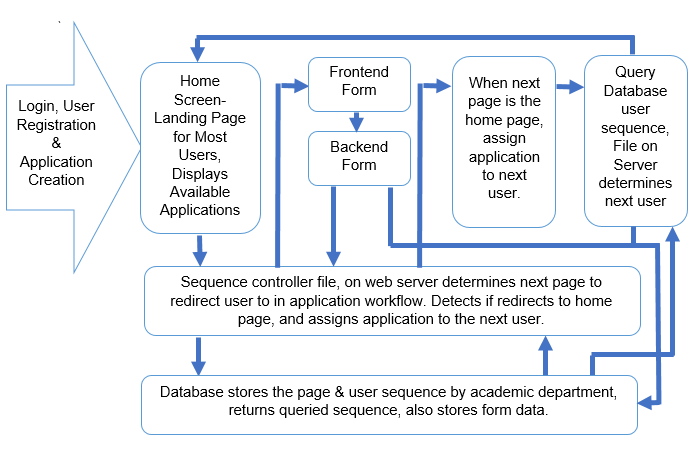 Login, User
Registration
&
Application
Creation
Home
Screen-
Landing Page
for Most
Users,
Displays
Available
Applications
Frontend
Form
Backend
Form
When next
page is the
home page,
assign
application
to next
user.
Query
Database
user
sequence,
File on
Server
determines
next user
Sequence controller file, on web server determines next page to
redirect user to in application workflow. Detects if redirects to home
page, and assigns application to the next user.
Database stores the page & user sequence by academic department,
returns queried sequence, also stores form data.